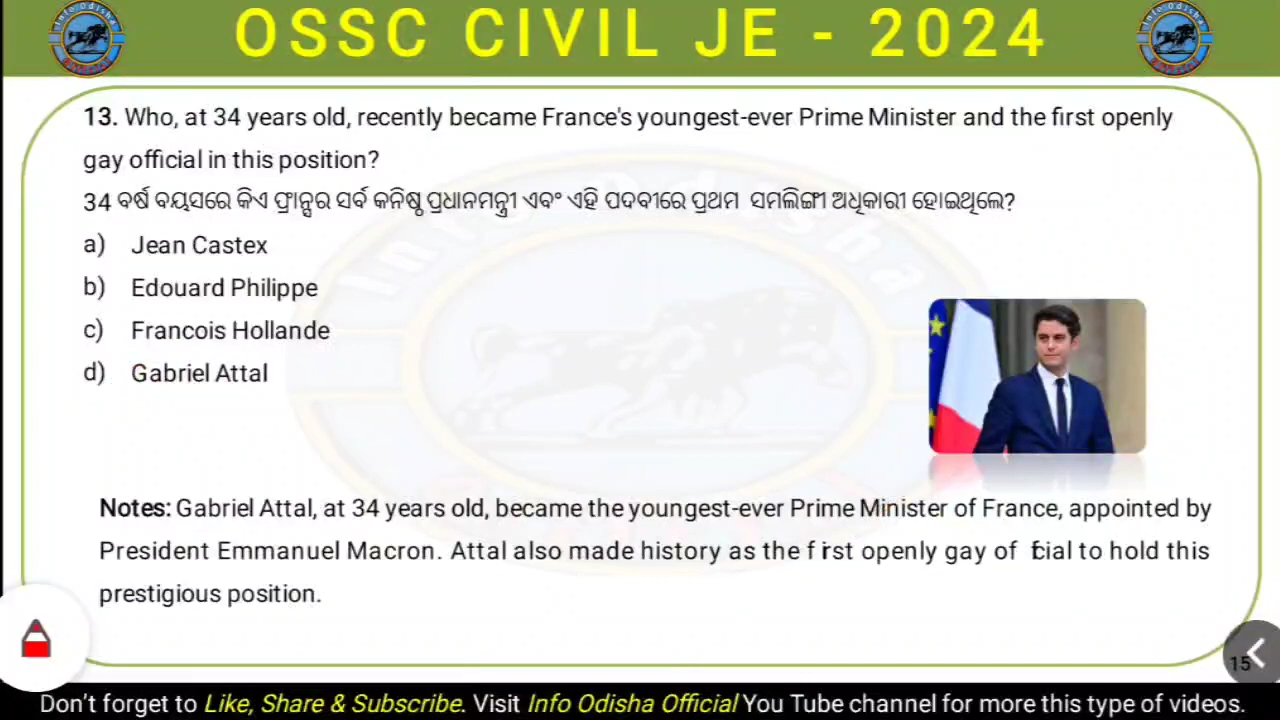 OSSC CIVIL JE - 2024
13. Who, at 34 years old, recently became France's youngest-ever Prime Minister and the first openly
gay official in this position?
34 ବର୍ଷ ବୟସରେ କିଏ ଫ୍ରାନ୍ସର ସର୍ବ କନିଷ୍ଠ ପ୍ରଧାନମନ୍ତ୍ରୀ ଏବଂ ଏହି ପଦବୀରେ ପ୍ରଥମ ସମଲିଙ୍ଗୀ ଅଧିକାରୀ ହୋଇଥିଲେ?
a) Jean Castex
b) Edouard Philippe
c) Francois Hollande
d) Gabriel Attal
Notes: Gabriel Attal, at 34 years old, became the youngest-ever Prime Minister of France, appointed by
President Emmanuel Macron. Attal also made history as the first openly gay official to hold this
prestigious position.
15
Don't forget to Like, Share & Subscribe. Visit Info Odisha Official You Tube channel for more this type of videos.